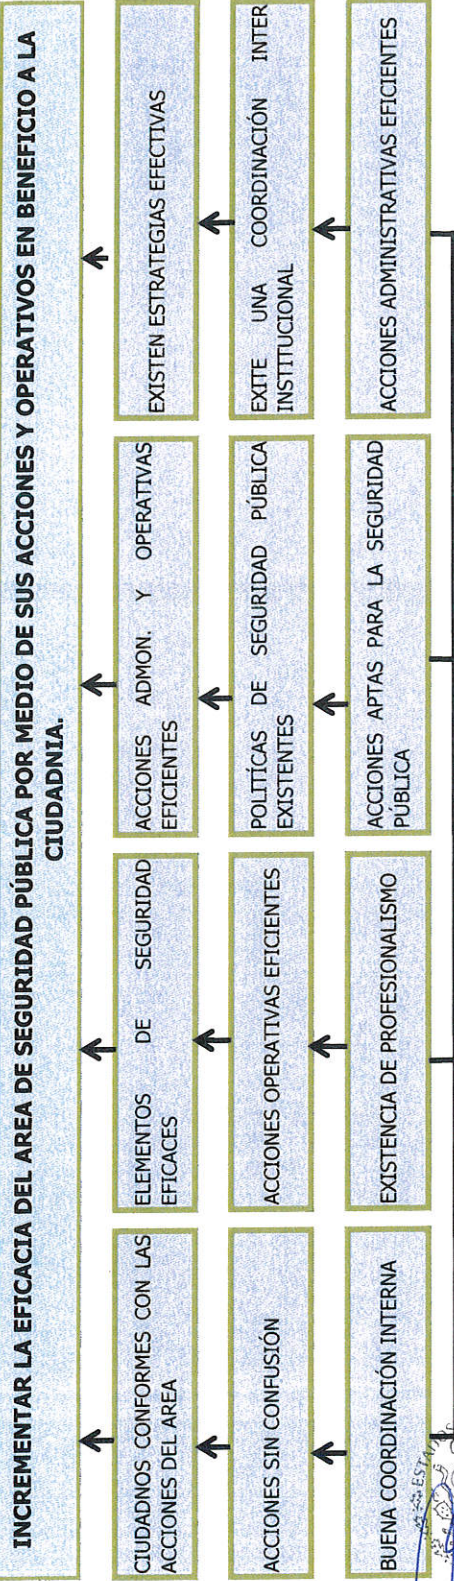 INCREMENTAR LA EFICACIA DEL AREA DE SEGURIDAD PÚBLICA POR MEDIO DE SUS ACCIONES Y OPERATIVOS EN BENEFICIO A LA
CIUDADNIA.
CIUDADNOS CONFORMES CON LAS
ACCIONES DEL AREA
ELEMENTOS DE SEGURIDAD
EFICACES
ACCIONES ADMON. Y OPERATIVAS
EFICIENTES
EXISTEN ESTRATEGIAS EFECTIVAS
ACCIONES SIN CONFUSIÓN
ACCIONES OPERATIVAS EFICIENTES
POLITÍCAS DE SEGURIDAD PÚBLICA
EXISTENTES
EXITE UNA COORDINACIÓN INTER
INSTITUCIONAL
BUENA COORDINACIÓN INTERNA
EXISTENCIA DE PROFESIONALISMO
ACCIONES APTAS PARA LA SEGURIDAD
PÚBLICA
ACCIONES ADMINISTRATIVAS EFICIENTES